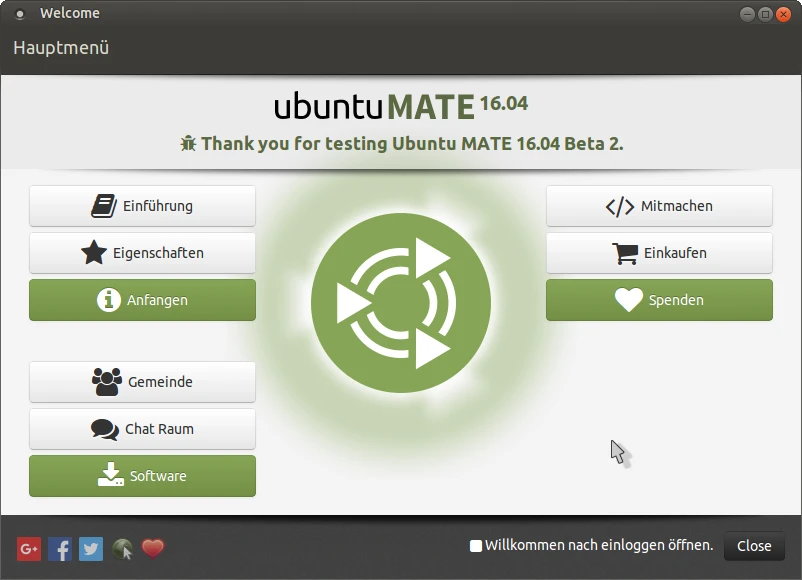 Welcome
Hauptmenü
ubuntu MATE 16.04
Thank you for testing Ubuntu MATE 16.04 Beta 2.
Einführung
Eigenschaften
Anfangen
Gemeinde
Chat Raum
Software
Mitmachen
Einkaufen
Spenden
G+
Willkommen nach einloggen öffnen.
Close